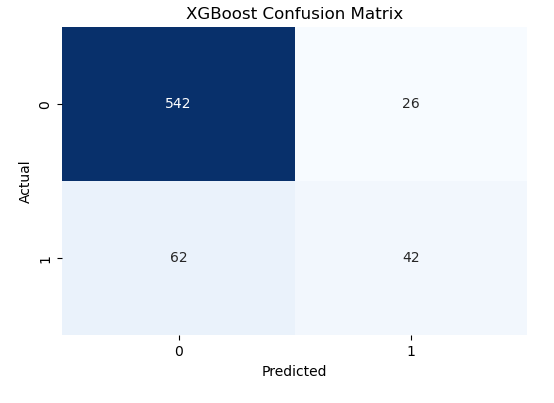 XGBoost Confusion Matrix
0
542
26
Actual
1
62
42
0
1
Predicted